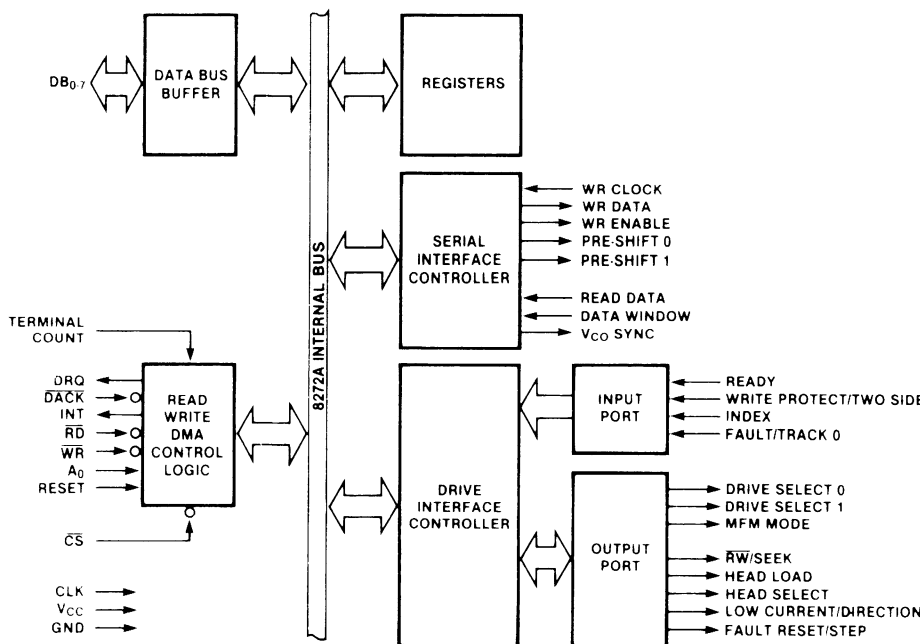 DB0-7
DATA BUS
BUFFER
REGISTERS
8272A INTERNAL BUS
SERIAL
INTERFACE
CONTROLLER
WR CLOCK
WR DATA
WR ENABLE
PRE-SHIFT 0
PRE-SHIFT 1
READ DATA
DATA WINDOW
VCO SYNC
TERMINAL
COUNT
DRQ
DACK
INT
RD
WR
A0
RESET
CS
READ
WRITE
DMA
CONTROL
LOGIC
CLK
VCC
GND
DRIVE
INTERFACE
CONTROLLER
INPUT
PORT
READY
WRITE PROTECT/TWO SIDE
INDEX
FAULT/TRACK 0
OUTPUT
PORT
DRIVE SELECT 0
DRIVE SELECT 1
MFM MODE
RW/SEEK
HEAD LOAD
HEAD SELECT
LOW CURRENT/DIRECTION
FAULT RESET/STEP